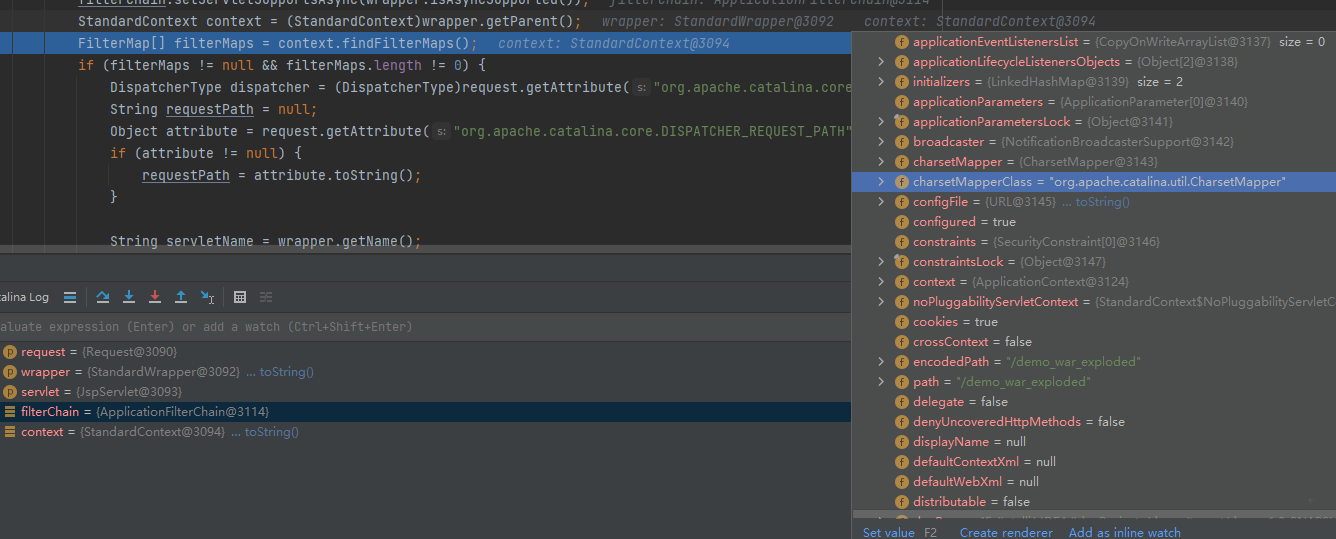 filterChain.setServletSupportsAsync(wrapper.isAsyncSupported()); filterChain: ApplicationFilterChain@3114
StandardContext context = (StandardContext)wrapper.getParent(); wrapper: StandardWrapper@3092 context: StandardContext@3094
FilterMap[] filterMaps = context.findFilterMaps(); context: StandardContext@3094
if (filterMaps != null && filterMaps.length != 0) {
DispatcherType dispatcher = (DispatcherType)request.getAttribute( s: "org.apache.catalina.core
String requestPath = null;
Object attribute = request.getAttribute( s: "org.apache.catalina.core.DISPATCHER_REQUEST_PATH"
if (attribute != null) {
requestPath = attribute.toString();
}
String servletName = wrapper.getName();
atalina Log
aluate expression (Enter) or add a watch (Ctrl+Shift+Enter)
p request = {Request@3090}
p wrapper = {StandardWrapper@3092} ... toString()
p servlet = {JspServlet@3093}
filterChain = {ApplicationFilterChain@3114}
context = {StandardContext@3094} ... toString()
f applicationEventListenersList = {CopyOnWriteArrayList@3137} size = 0
f applicationLifecycleListenersObjects = {Object[2]@3138}
f initializers = {LinkedHashMap@3139} size = 2
f applicationParameters = {ApplicationParameter[0]@3140}
f applicationParametersLock = {Object@3141}
f broadcaster = {NotificationBroadcasterSupport@3142}
f charsetMapper = {CharsetMapper@3143}
f charsetMapperClass = "org.apache.catalina.util.CharsetMapper"
f configFile = {URL@3145} ... toString()
f configured = true
f constraints = {SecurityConstraint[0]@3146}
f constraintsLock = {Object@3147}
f context = {ApplicationContext@3124}
f noPluggabilityServletContext = {StandardContext$NoPluggabilityServletC
f cookies = true
f crossContext = false
f encodedPath = "/demo_war_exploded"
f path = "/demo_war_exploded"
f delegate = false
f denyUncoveredHttpMethods = false
f displayName = null
f defaultContextXml = null
f defaultWebXml = null
f distributable = false
Set value F2 Create renderer Add as inline watch